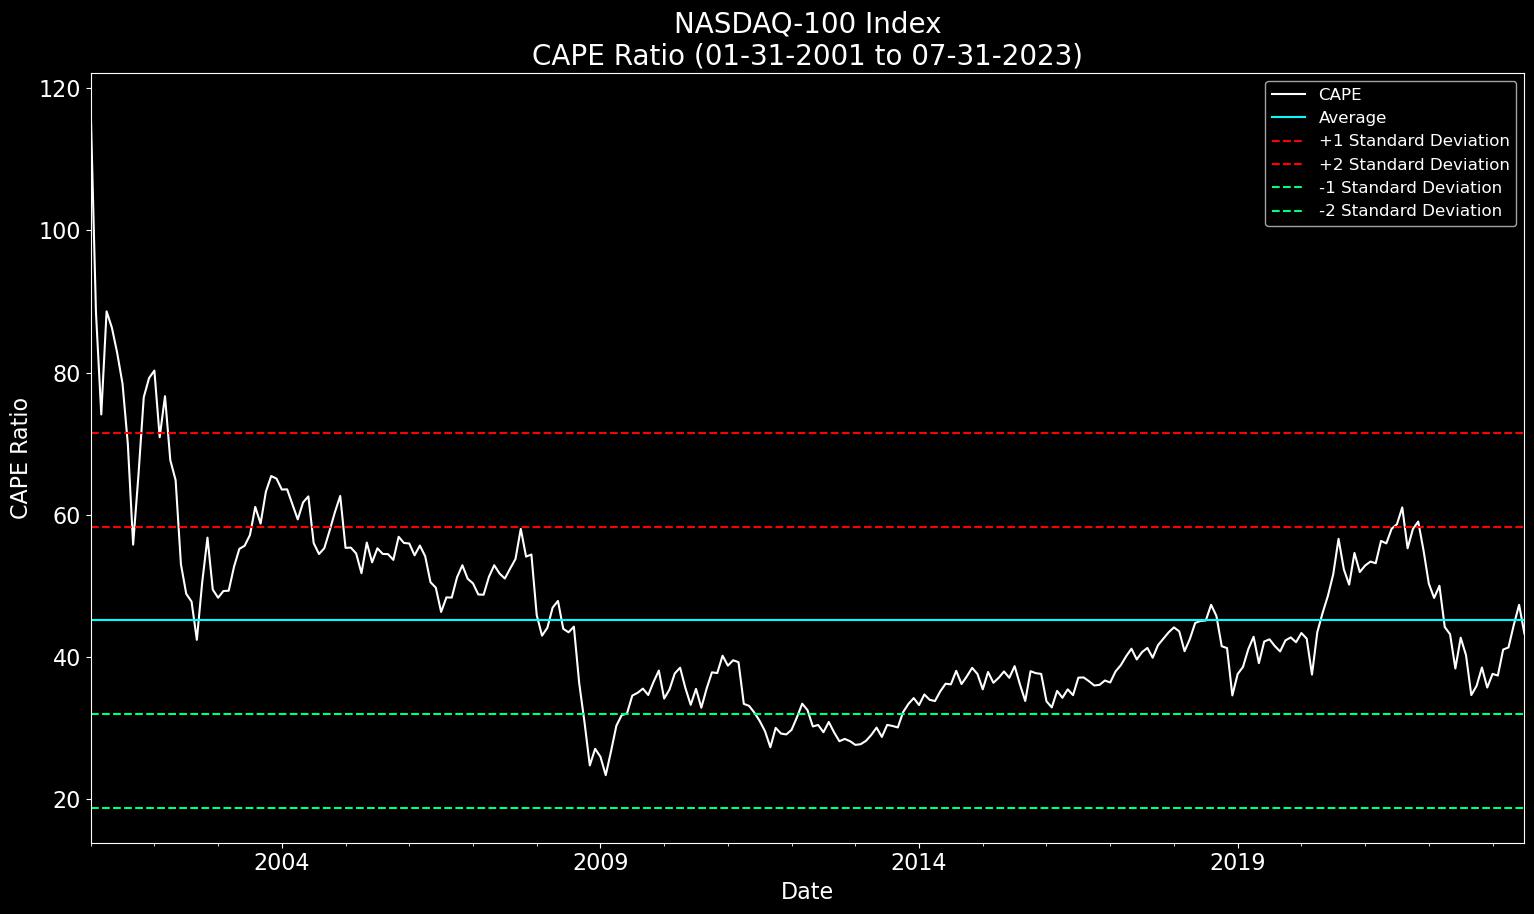 NASDAQ-100 Index
CAPE Ratio (01-31-2001 to 07-31-2023)
CAPE
Average
+1 Standard Deviation
+2 Standard Deviation
-1 Standard Deviation
-2 Standard Deviation
120
100
80
60
40
20
CAPE Ratio
2004
2009
2014
2019
Date